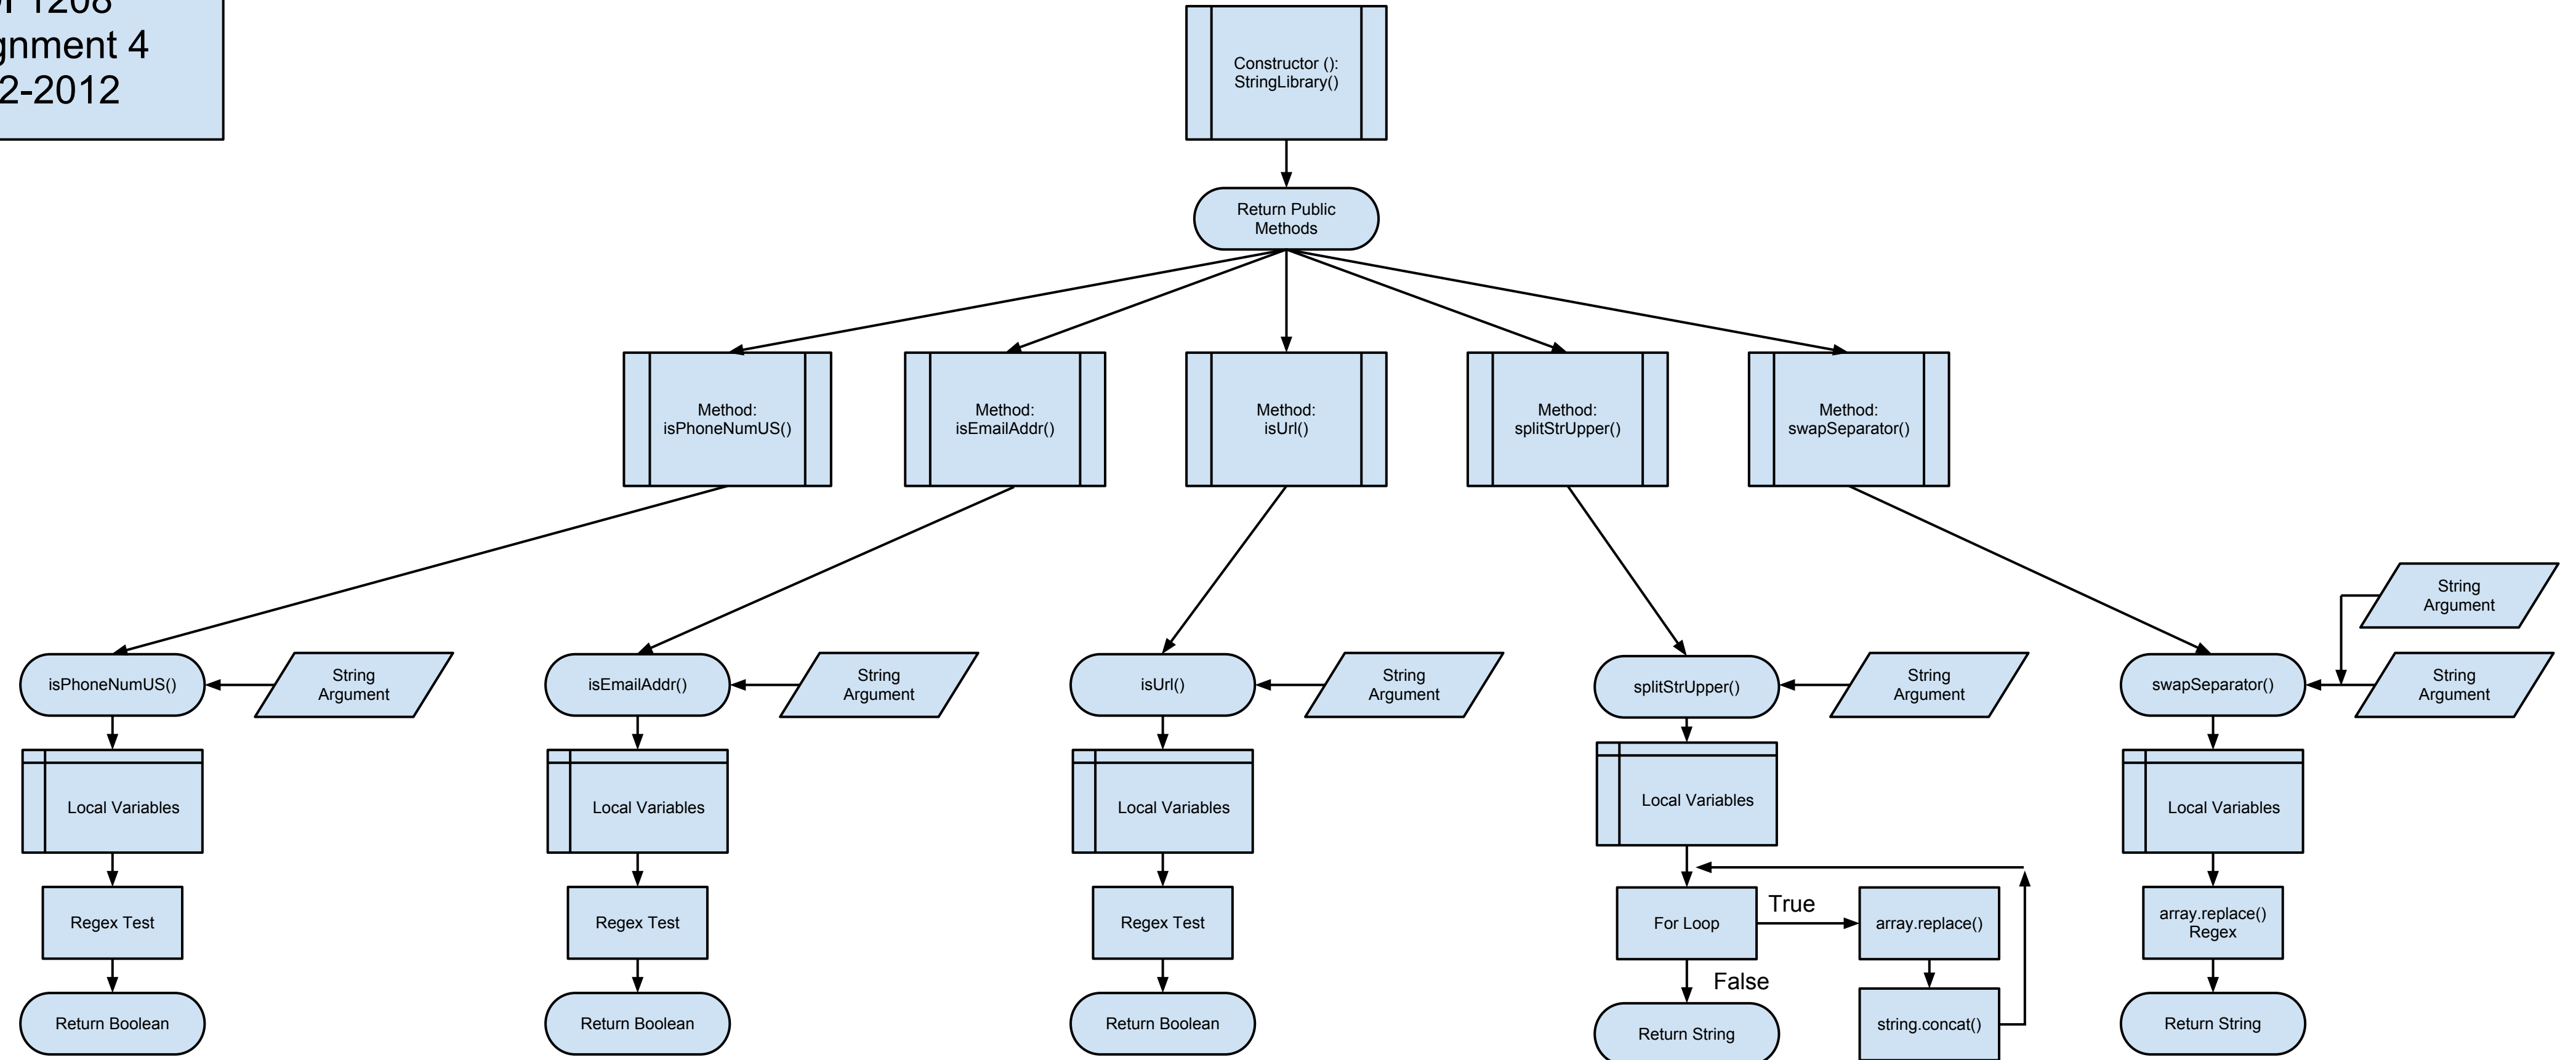 1208
Assignment 4
2-2012
Constructor ():
StringLibrary()
Return Public
Methods
Method:
isPhoneNumUS()
Method:
isEmailAddr()
Method:
isUrl()
Method:
splitStrUpper()
Method:
swapSeparator()
String
Argument
isPhoneNumUS()
String
Argument
isEmailAddr()
String
Argument
isUrl()
String
Argument
splitStrUpper()
String
Argument
swapSeparator()
String
Argument
Local Variables
Local Variables
Local Variables
Local Variables
Local Variables
Regex Test
Regex Test
Regex Test
For Loop
True
array.replace()
array.replace()
Regex
False
Return Boolean
Return Boolean
Return Boolean
Return String
string.concat()
Return String